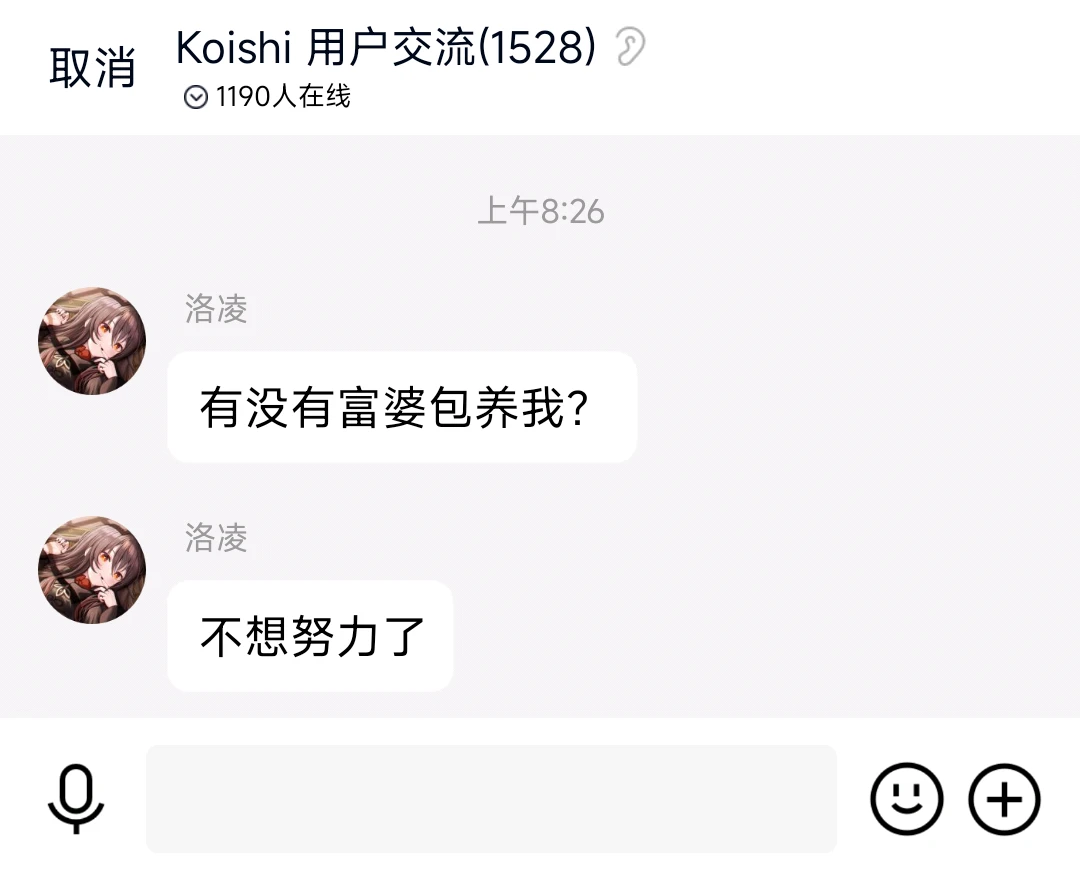 取消
Koishi 用户交流(1528)
1190人在线
上午8:26
洛凌
有没有富婆包养我?
洛凌
不想努力了